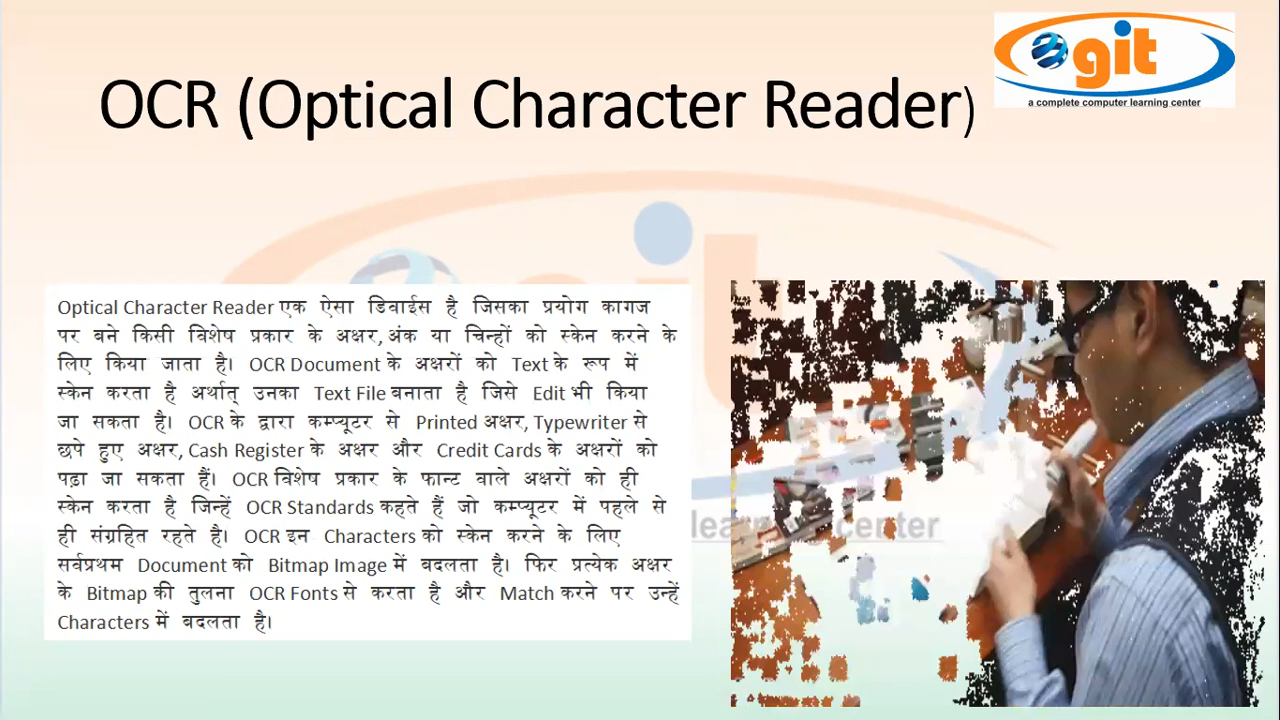 egit
a complete computer learning center
OCR (Optical Character Reader)
Optical Character Reader एक ऐसा डिवाईस है जिसका प्रयोग कागज
पर बने किसी विशेष प्रकार के अक्षर, अंक या चिन्हों को स्केन करने के
लिए किया जाता है। OCR Document के अक्षरों को Text के रूप में
स्केन करता है अर्थात् उनका Text File बनाता है जिसे Edit भी किया
जा सकता है। OCR के द्वारा कम्प्यूटर से Printed अक्षर, Typewriter से
छपे हुए अक्षर, Cash Register के अक्षर और Credit Cards के अक्षरों को
पढ़ा जा सकता हैं। OCR विशेष प्रकार के फान्ट वाले अक्षरों को ही
स्केन करता है जिन्हें OCR Standards कहते हैं जो कम्प्यूटर में पहले से
ही संग्रहित रहते है। OCR इन Characters को स्केन करने के लिए
सर्वप्रथम Document को Bitmap Image में बदलता है। फिर प्रत्येक अक्षर
के Bitmap की तुलना OCR Fonts से करता है और Match करने पर उन्हें
Characters में बदलता है।
center